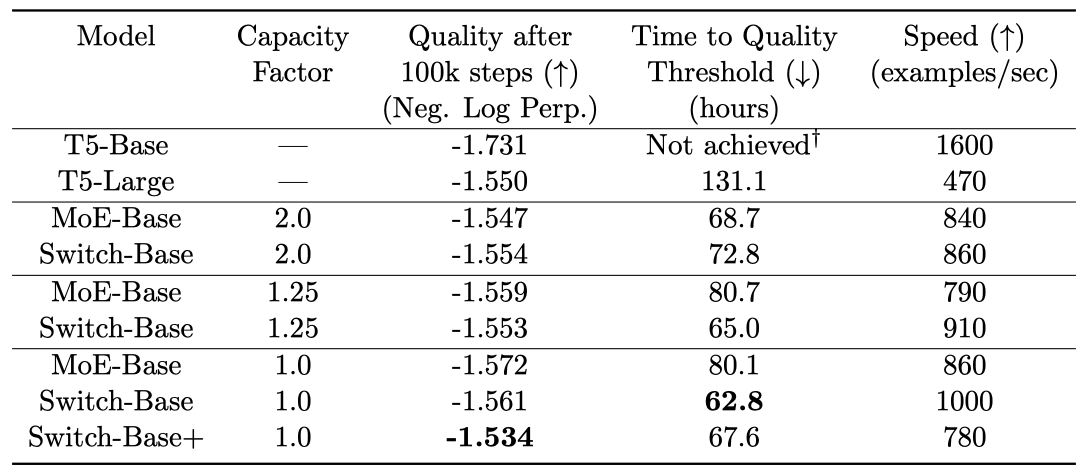 Model Capacity Quality after Time to Quality Speed (↑)
Factor 100k steps (↑) Threshold (↓) (examples/sec)
(Neg. Log Perp.) (hours)
T5-Base — -1.731 Not achieved† 1600
T5-Large — -1.550 131.1 470
MoE-Base 2.0 -1.547 68.7 840
Switch-Base 2.0 -1.554 72.8 860
MoE-Base 1.25 -1.559 80.7 790
Switch-Base 1.25 -1.553 65.0 910
MoE-Base 1.0 -1.572 80.1 860
Switch-Base 1.0 -1.561 62.8 1000
Switch-Base+ 1.0 -1.534 67.6 780